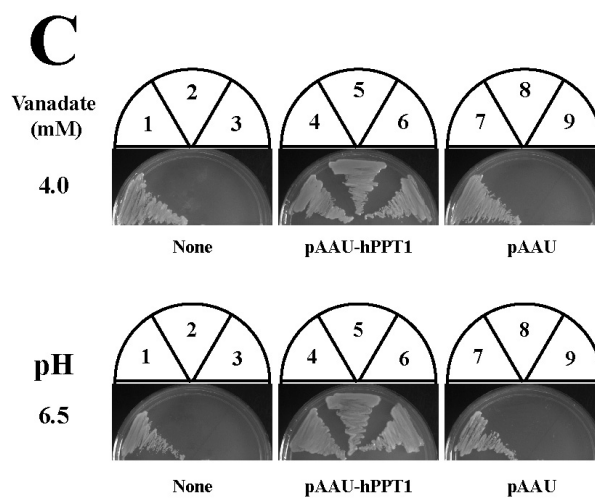 C
Vanadate
(mM)
4.0
1 2 3
4 5 6
7 8 9
None pAAU-hPPT1 pAAU
pH
6.5
1 2 3
4 5 6
7 8 9
None pAAU-hPPT1 pAAU